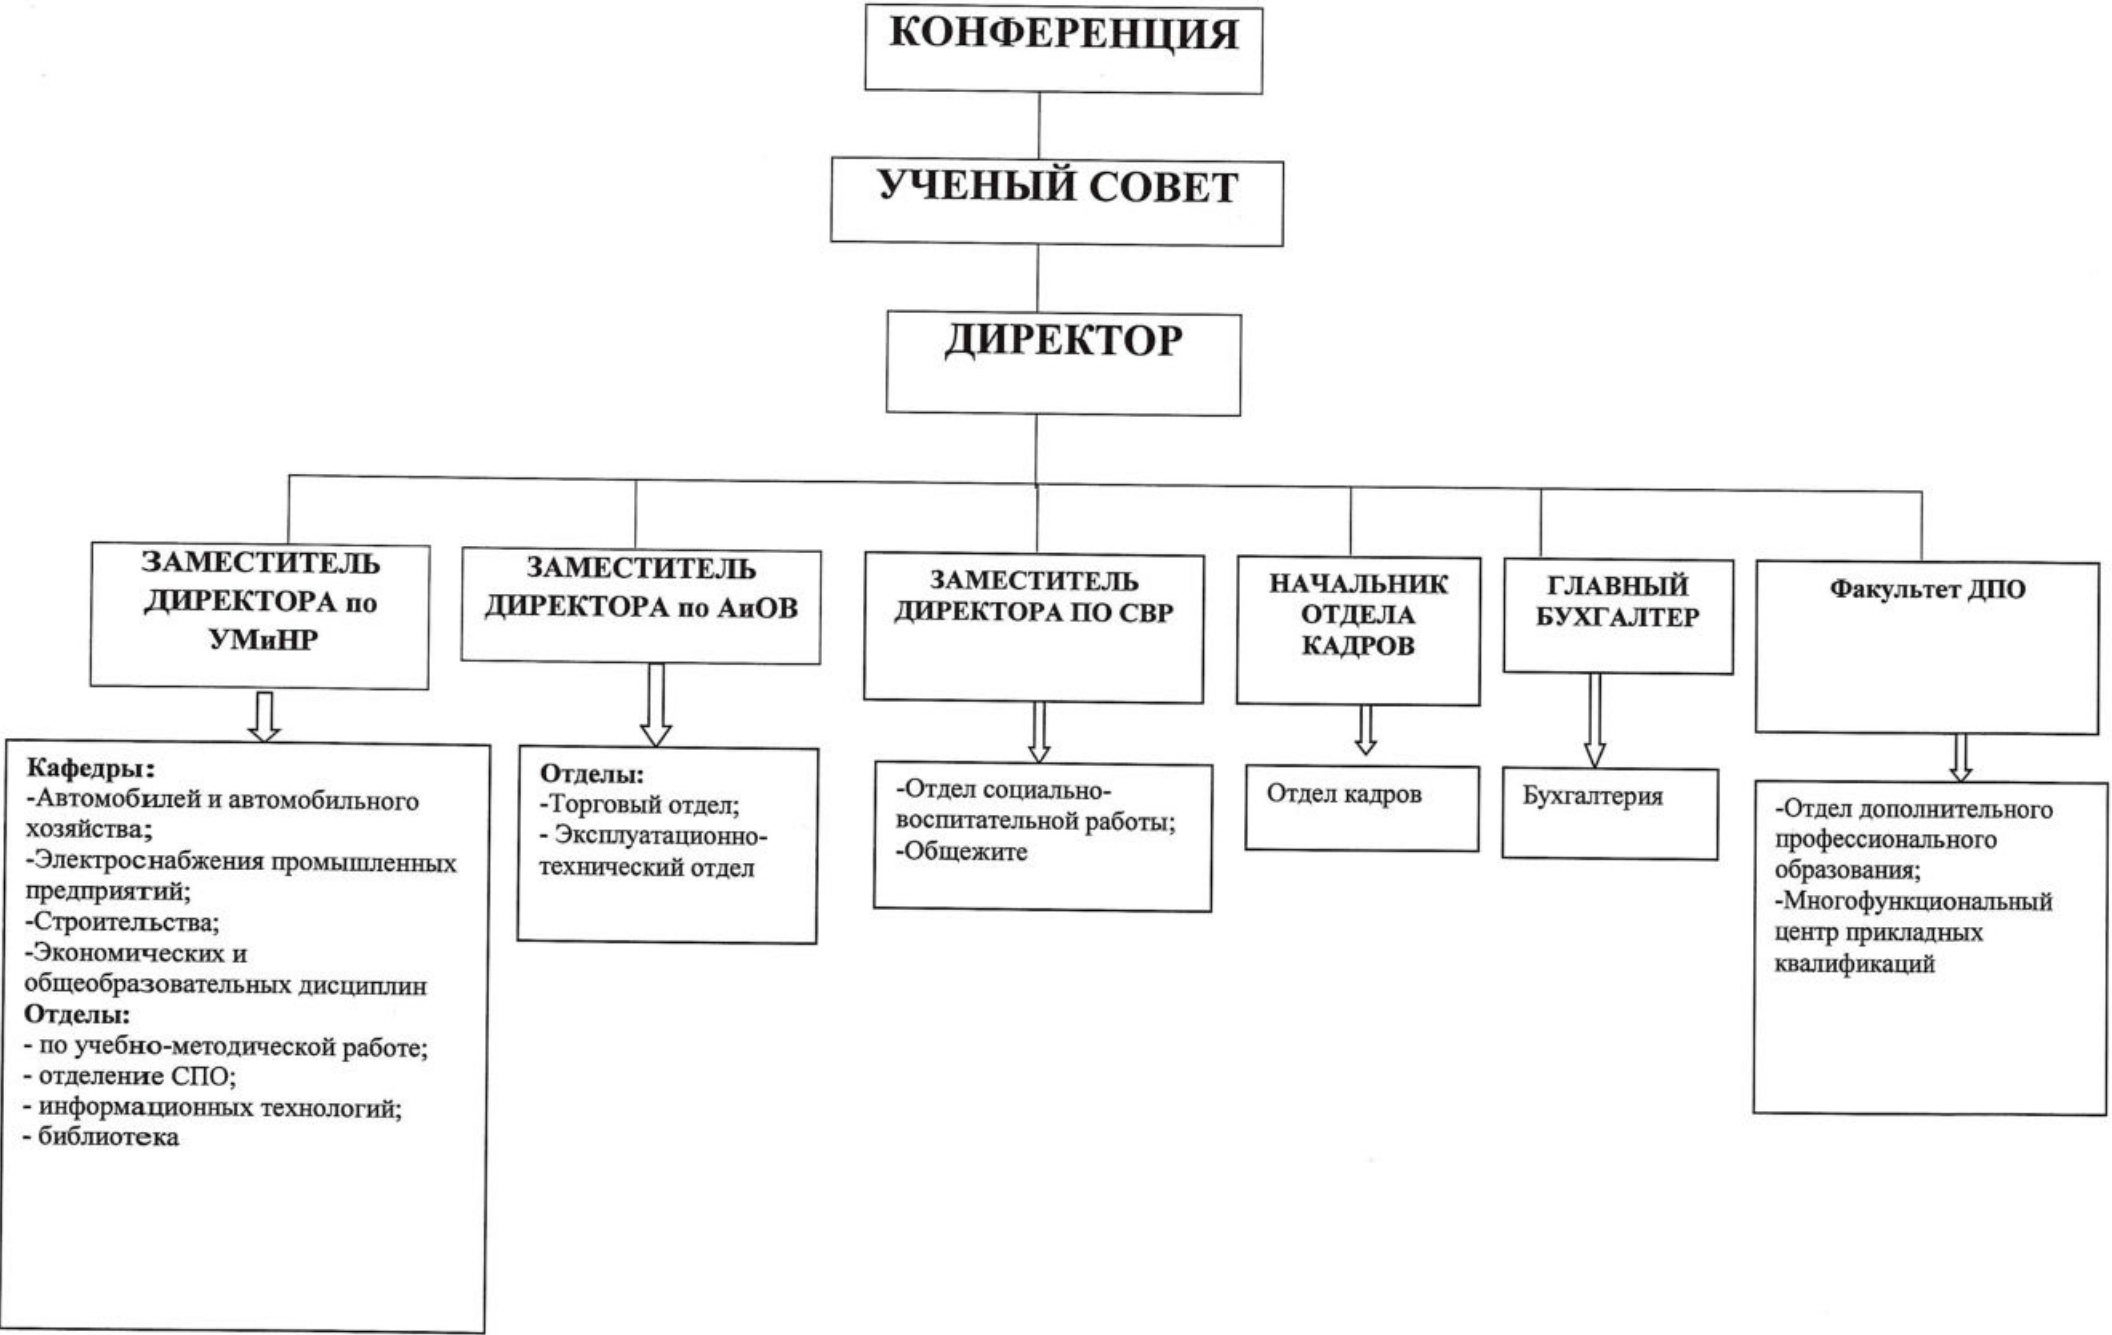 КОНФЕРЕНЦИЯ
УЧЕНЫЙ СОВЕТ
ДИРЕКТОР
ЗАМЕСТИТЕЛЬ
ДИРЕКТОРА по
УМиНР
ЗАМЕСТИТЕЛЬ
ДИРЕКТОРА по АиОВ
ЗАМЕСТИТЕЛЬ
ДИРЕКТОРА ПО СВР
НАЧАЛЬНИК
ОТДЕЛА
КАДРОВ
ГЛАВНЫЙ
БУХГАЛТЕР
Факультет ДПО
Кафедры:
-Автомобилей и автомобильного
хозяйства;
-Электроснабжения промышленных
предприятий;
-Строительства;
-Экономических и
общеобразовательных дисциплин
Отделы:
- по учебно-методической работе;
- отделение СПО;
- информационных технологий;
- библиотека
Отделы:
-Торговый отдел;
- Эксплуатационно-
технический отдел
-Отдел социально-
воспитательной работы;
-Общежите
Отдел кадров
Бухгалтерия
-Отдел дополнительного
профессионального
образования;
-Многофункциональный
центр прикладных
квалификаций